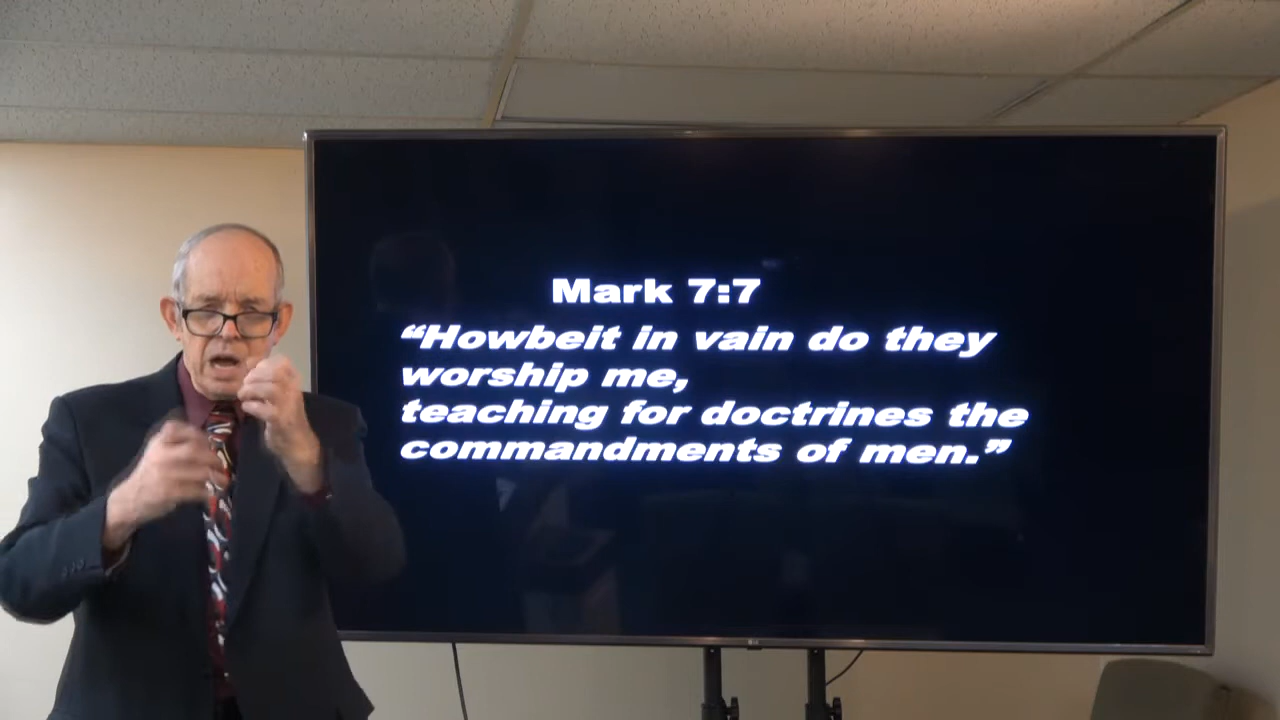 Mark 7:7
“Howbeit in vain do they
worship me,
teaching for doctrines the
commandments of men.”